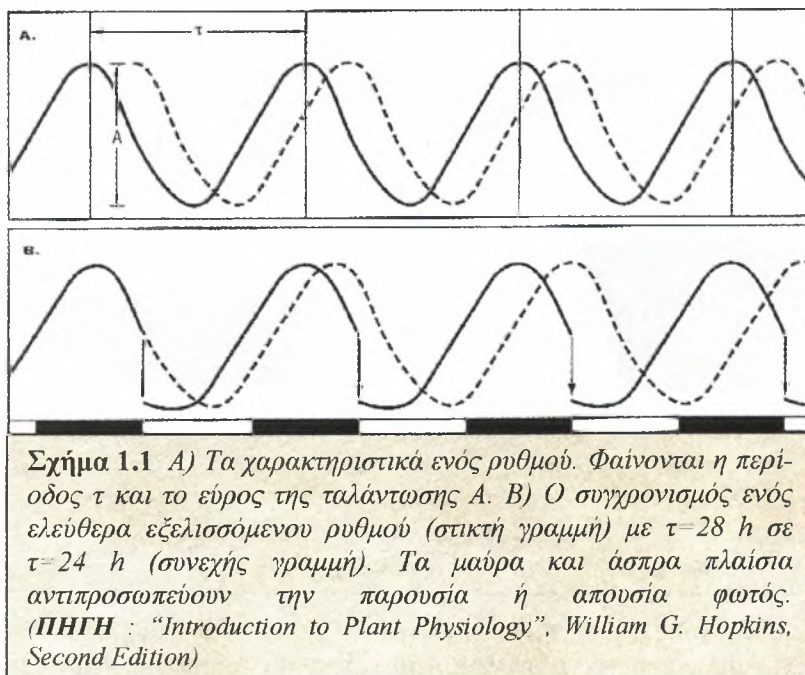 A.
τ
A
B.
Σχήμα 1.1 Α) Τα χαρακτηριστικά ενός ρυθμού. Φαίνονται η περί-
οδος τ και το εύρος της ταλάντωσης Α. Β) Ο συγχρονισμός ενός
ελεύθερα εξελισσόμενου ρυθμού (στικτή γραμμή) με τ=28 h σε
τ=24 h (συνεχής γραμμή). Τα μαύρα και άσπρα πλαίσια
αντιπροσωπεύουν την παρουσία ή απουσία φωτός.
(ΠΗΓΗ : "Introduction to Plant Physiology", William G. Hopkins,
Second Edition)